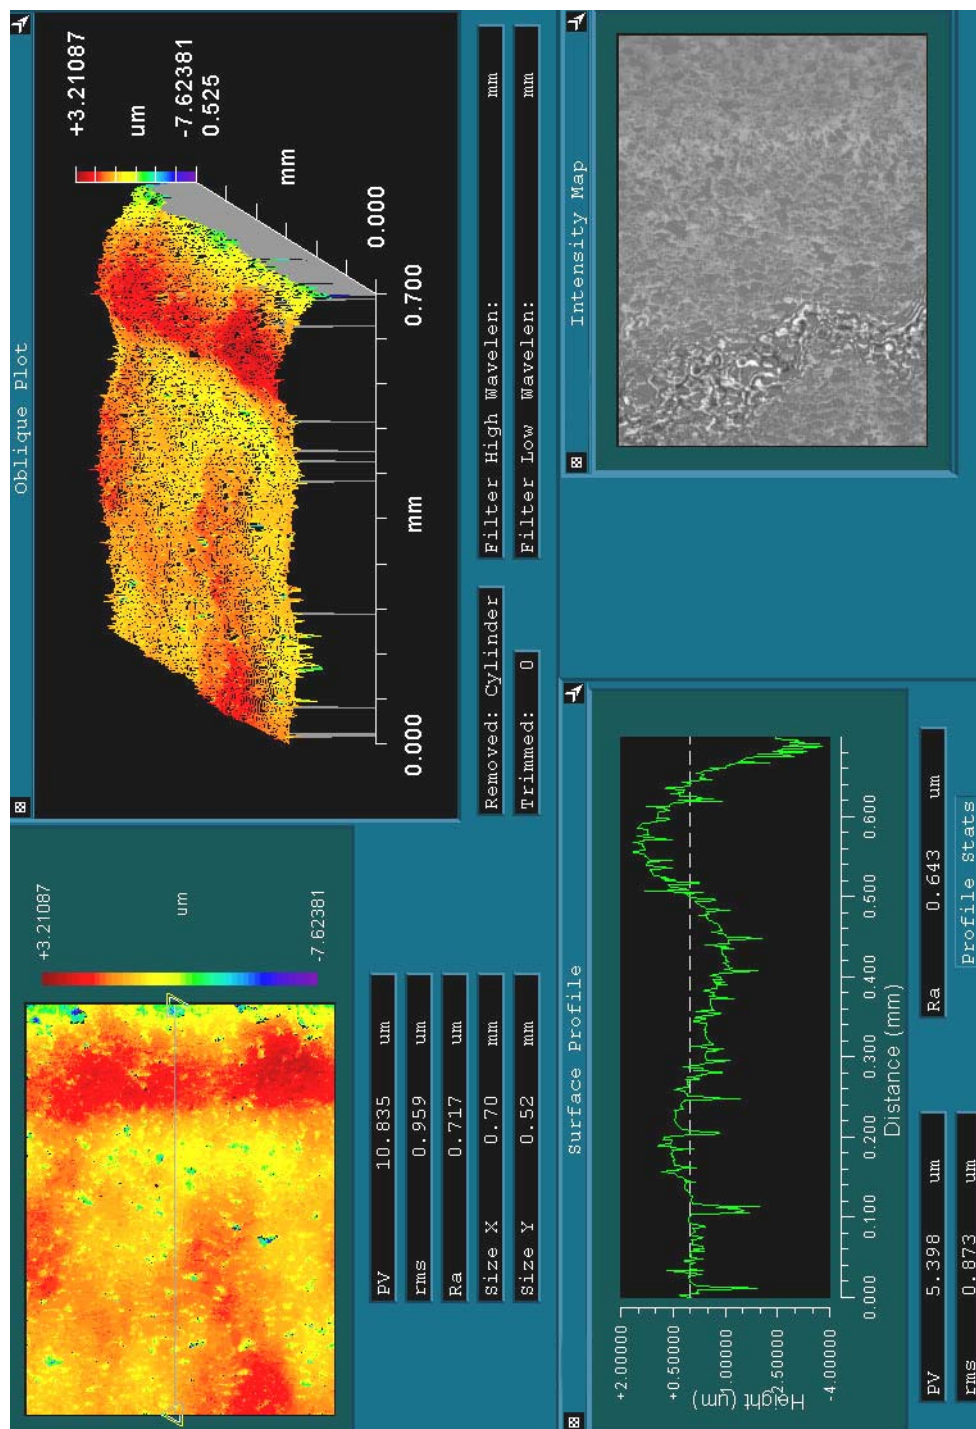 +3.21087
um
-7.62381
PV 10.835 um
rms 0.959 um
Ra 0.717 um
Size X 0.70 mm
Size Y 0.52 mm
Oblique Plot
+3.21087
um
-7.62381
0.525
mm
0.000
0.700
mm
0.000
Removed: Cylinder
Filter High Wavelen: mm
Trimmed: 0
Filter Low Wavelen: mm
Surface Profile
+2.00000
+0.50000
-1.00000
-2.50000
-4.00000
Height (µm)
0.000
0.100
0.200
0.300
0.400
0.500
0.600
Distance (mm)
PV 5.398 um
Ra 0.643 um
rms 0.873 um
Profile Stats
Intensity Map